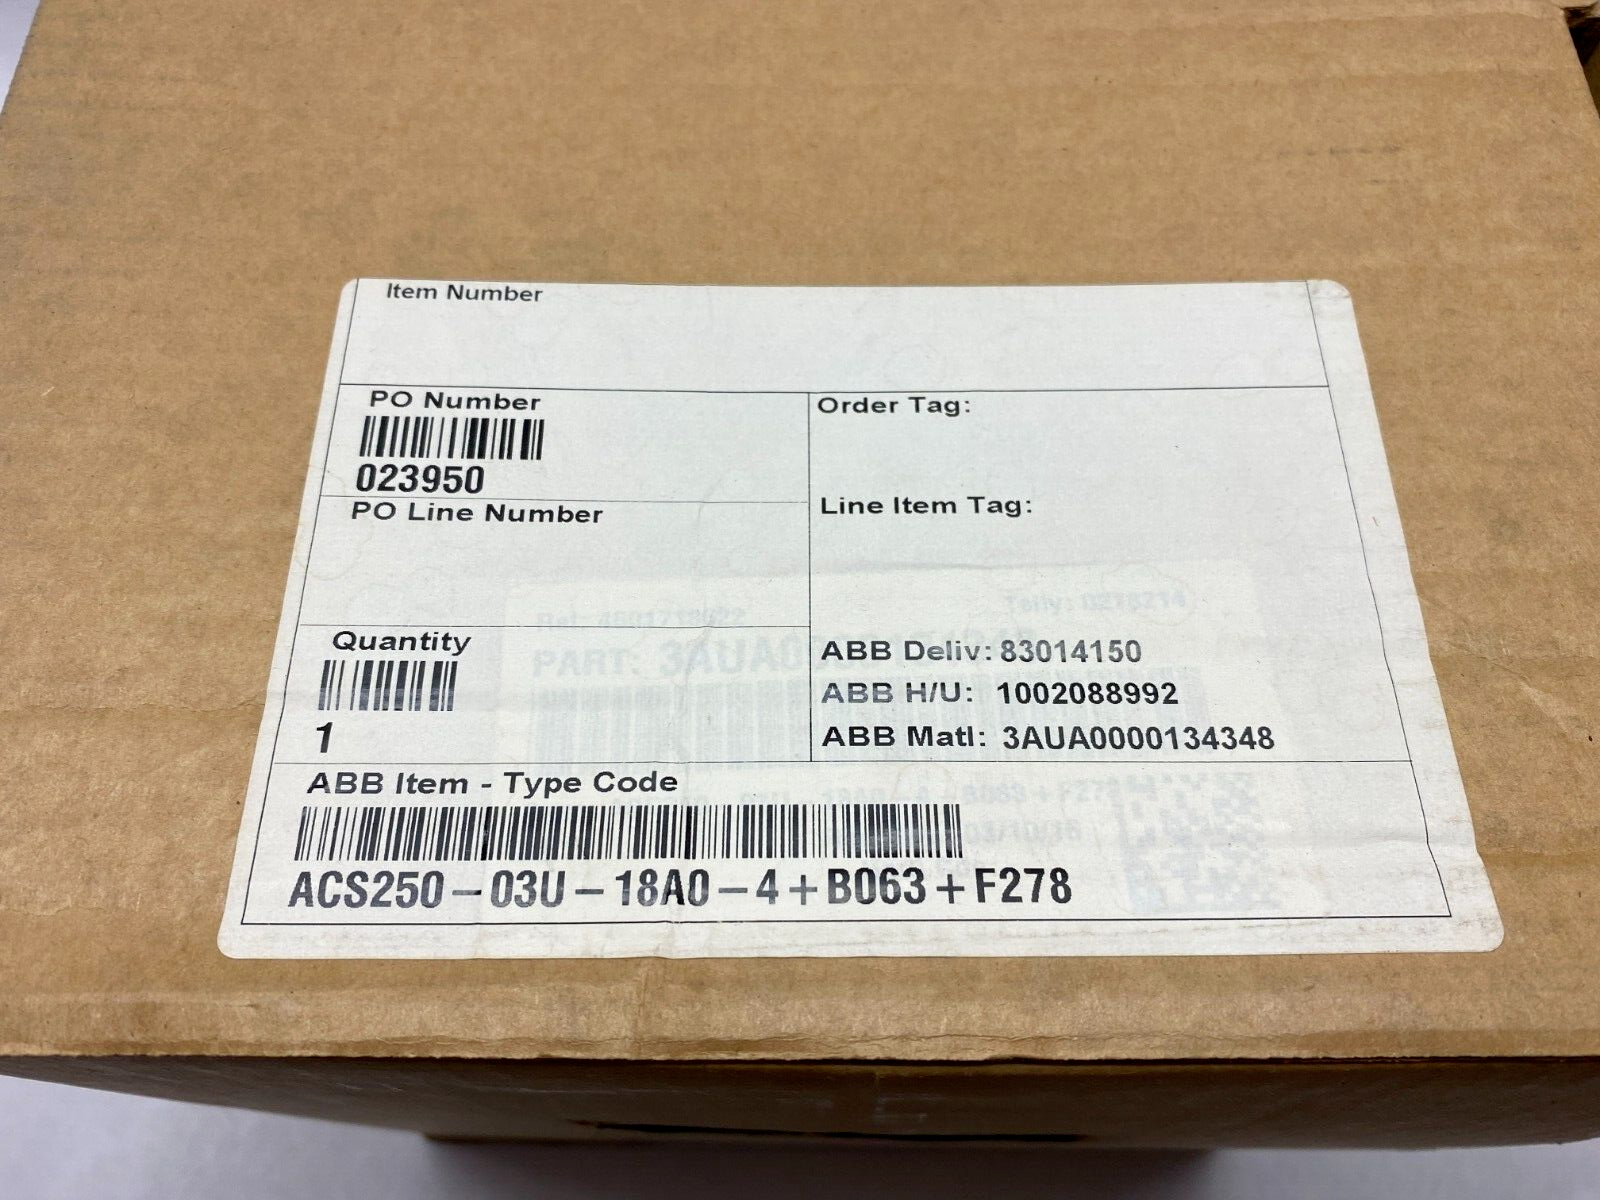 Item Number
PO Number
023950
PO Line Number
Order Tag:
Line Item Tag:
Quantity
1
ABB Deliv: 83014150
ABB H/U: 1002088992
ABB Matl: 3AUA0000134348
PART:
ABB Item - Type Code
ACS250-03U-18A0-4+B063+F278